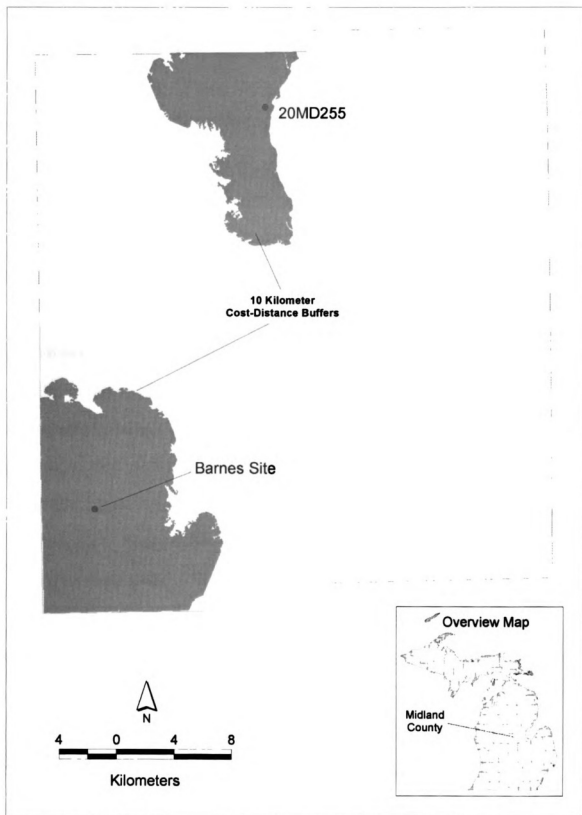 20MD255
10 Kilometer
Cost-Distance Buffers
Barnes Site
Overview Map
Midland
County
N
4 0 4 8
Kilometers